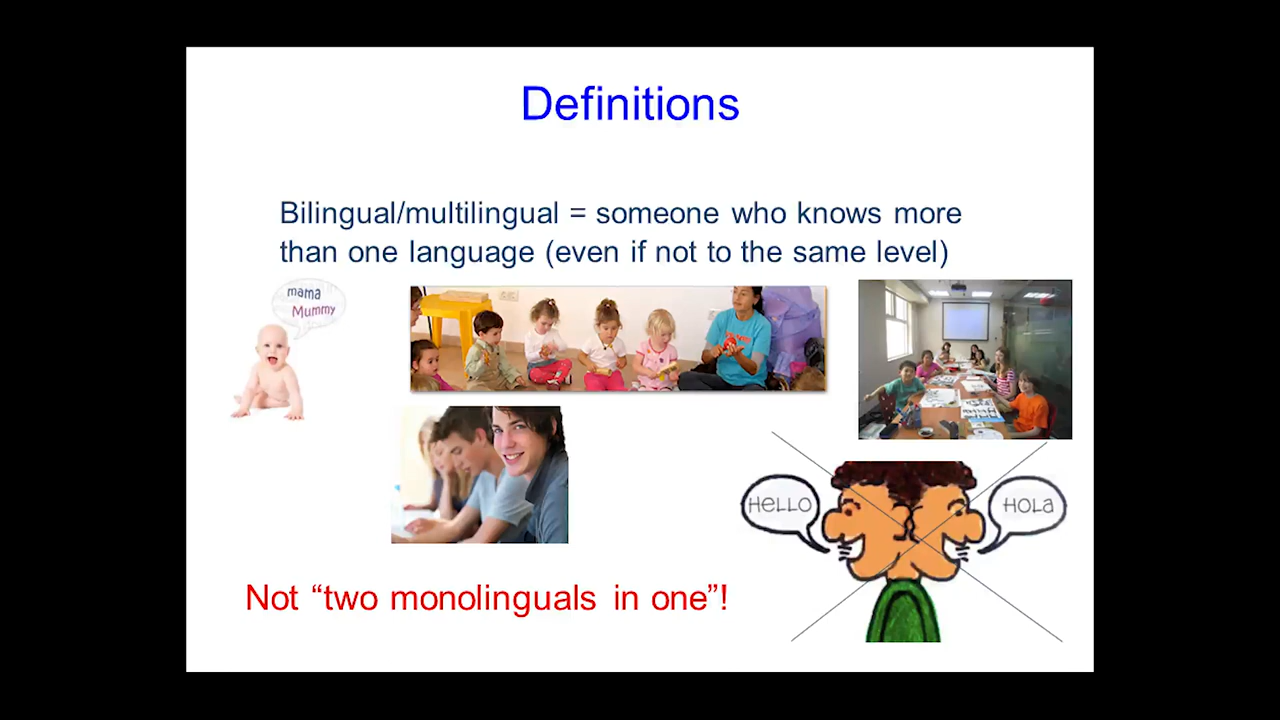 Definitions
Bilingual/multilingual = someone who knows more
than one language (even if not to the same level)
mama
Mummy
HELLO
HOLA
Not “two monolinguals in one”!